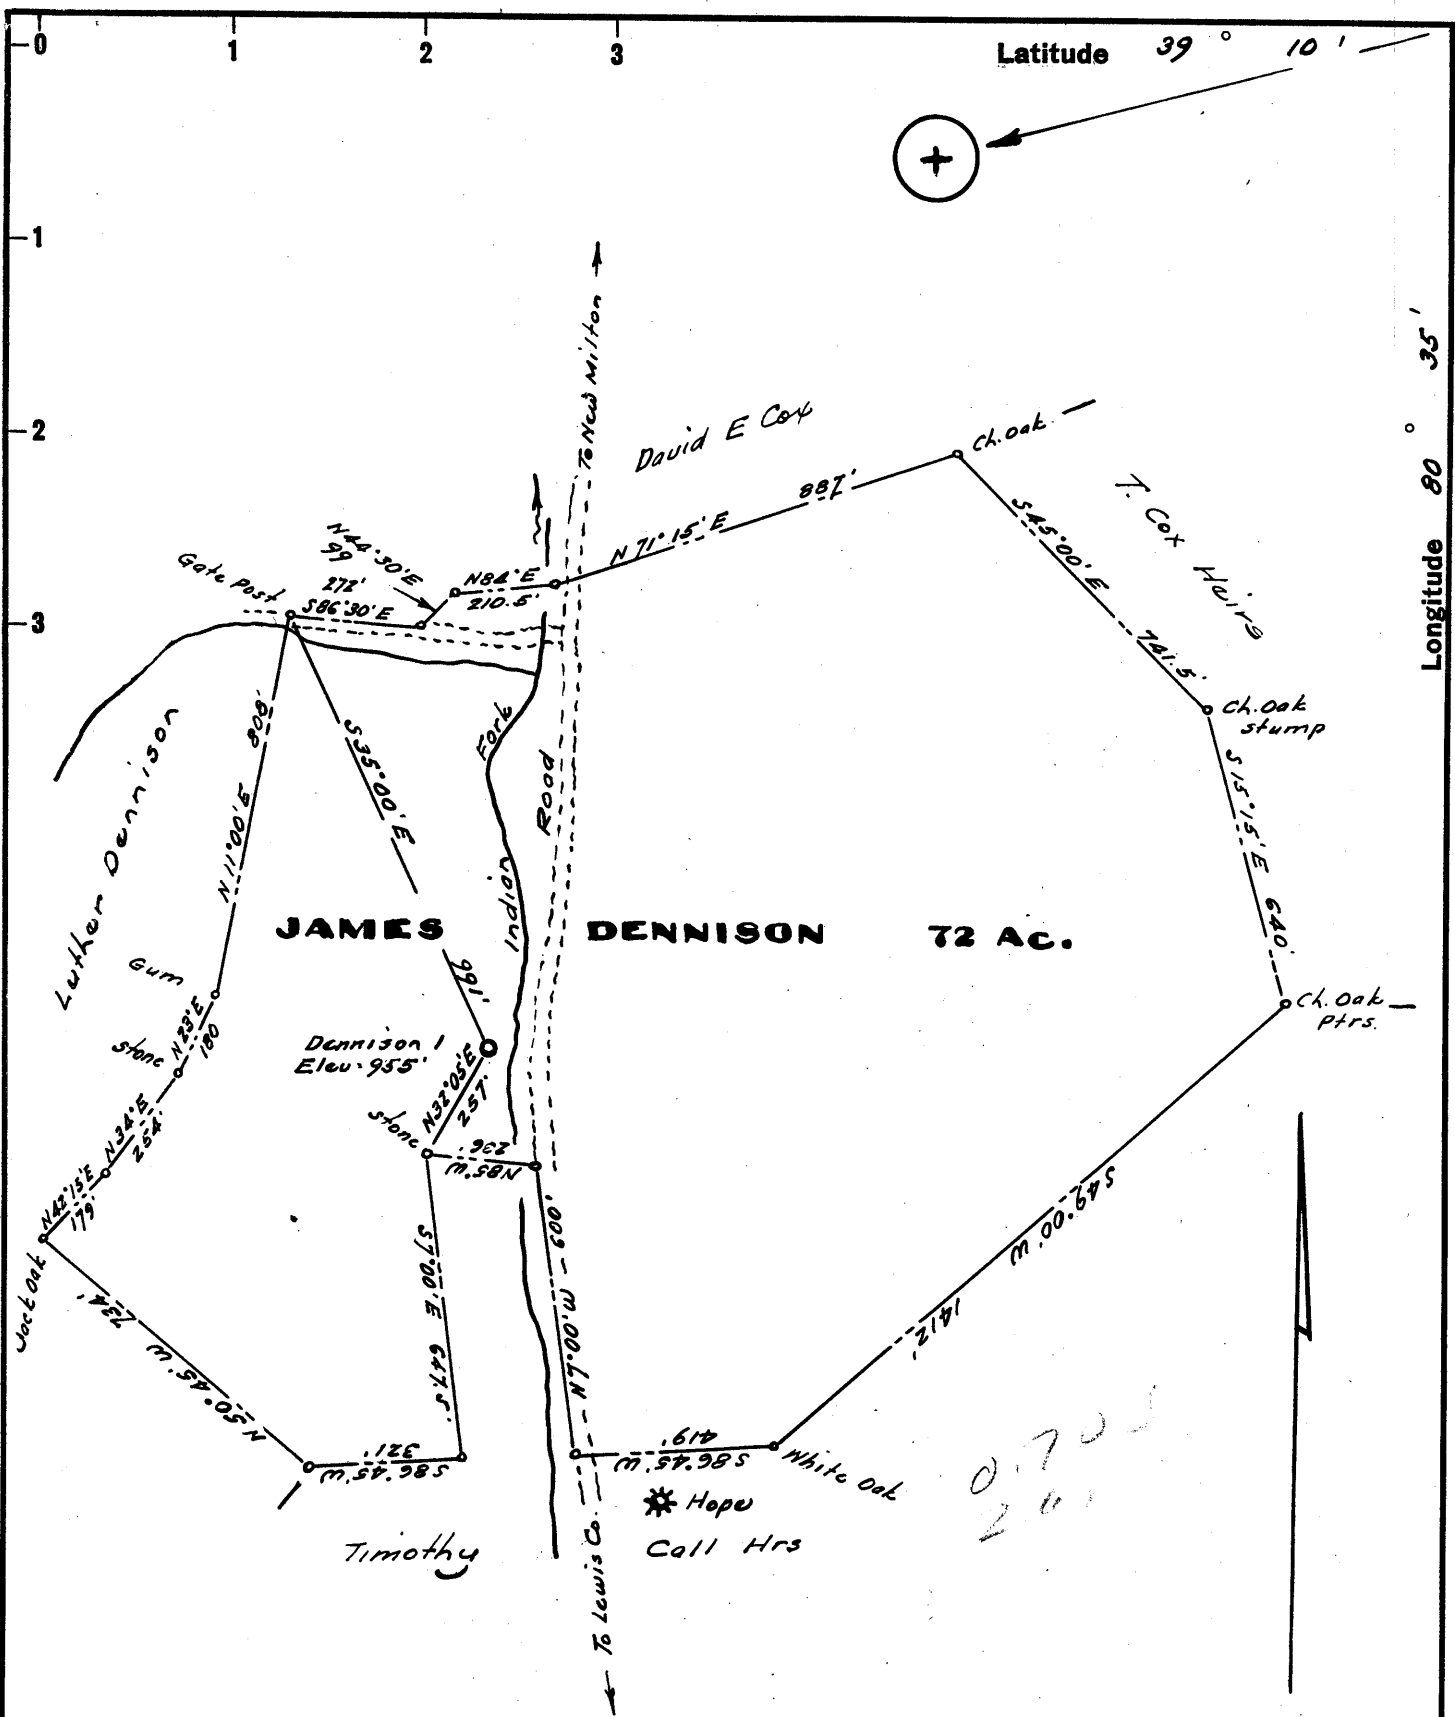 0 1 2 3
Latitude 39° 10'
1
2
3
Longitude 80° 35'
To New Milton
David E Cox
Ch. Oak
T. Cox Hairs
N 71° 15' E 887'
S 45° 00' E 741.5'
Ch. Oak
stump
S 15° 15' E 640'
Ch. Oak
Ptrs.
S 49° 00' W 1412'
White Oak
S 86° 45' W
419'
Gate Post
272'
S 86° 30' E
N 44° 30' E
99
N 84° E
210.5'
Luther Dennison
N 11° 00' E 808'
S 35° 00' E 991'
Fork
Indian
Road
JAMES DENNISON 72 AC.
Gum
N 23° E
180
Stone
N 34° E
254'
N 42° 15' E
179'
Jack Oak
Dennison 1
Elev - 955'
N 32° 05' E
257'
Stone
N 85° W
236'
S 7° 00' E 647.5'
N 7° 00' W - 600'
N 50° 45' W 734'
S 86° 45' W
321'
Hope
Timothy Call Hrs
To Lewis Co.